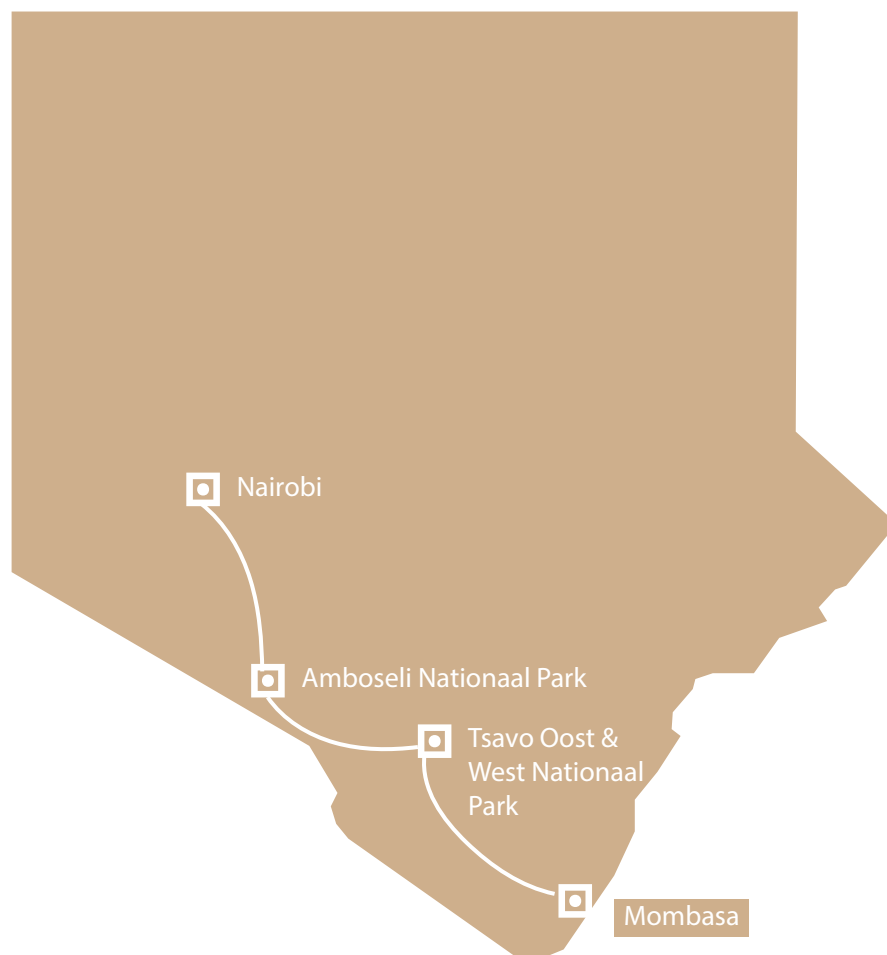 Nairobi
Amboseli Nationaal Park
Tsavo Oost &
West Nationaal
Park
Mombasa